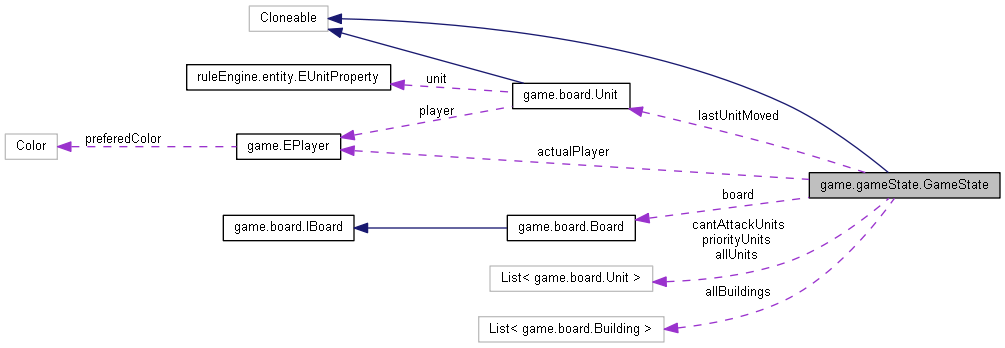 Cloneable
ruleEngine.entity.EUnitProperty
unit
game.board.Unit
player
lastUnitMoved
Color
preferedColor
game.EPlayer
actualPlayer
game.gameState.GameState
board
game.board.IBoard
game.board.Board
cantAttackUnits
priorityUnits
allUnits
List< game.board.Unit >
allBuildings
List< game.board.Building >